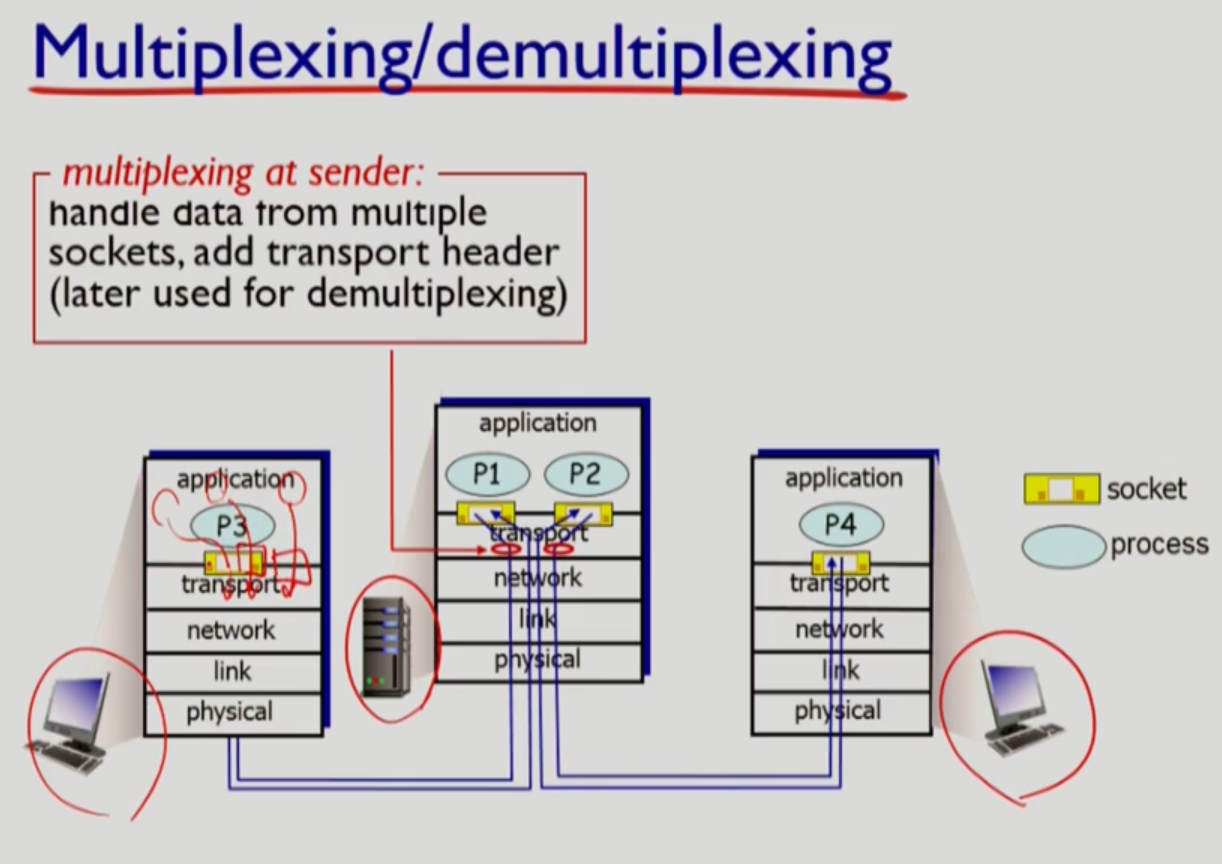 Multiplexing/demultiplexing
multiplexing at sender:
handle data from multiple
sockets, add transport header
(later used for demultiplexing)
application
P3
transport
network
link
physical
application
P1 P2
transport
network
link
physical
application
P4
transport
network
link
physical
socket
process